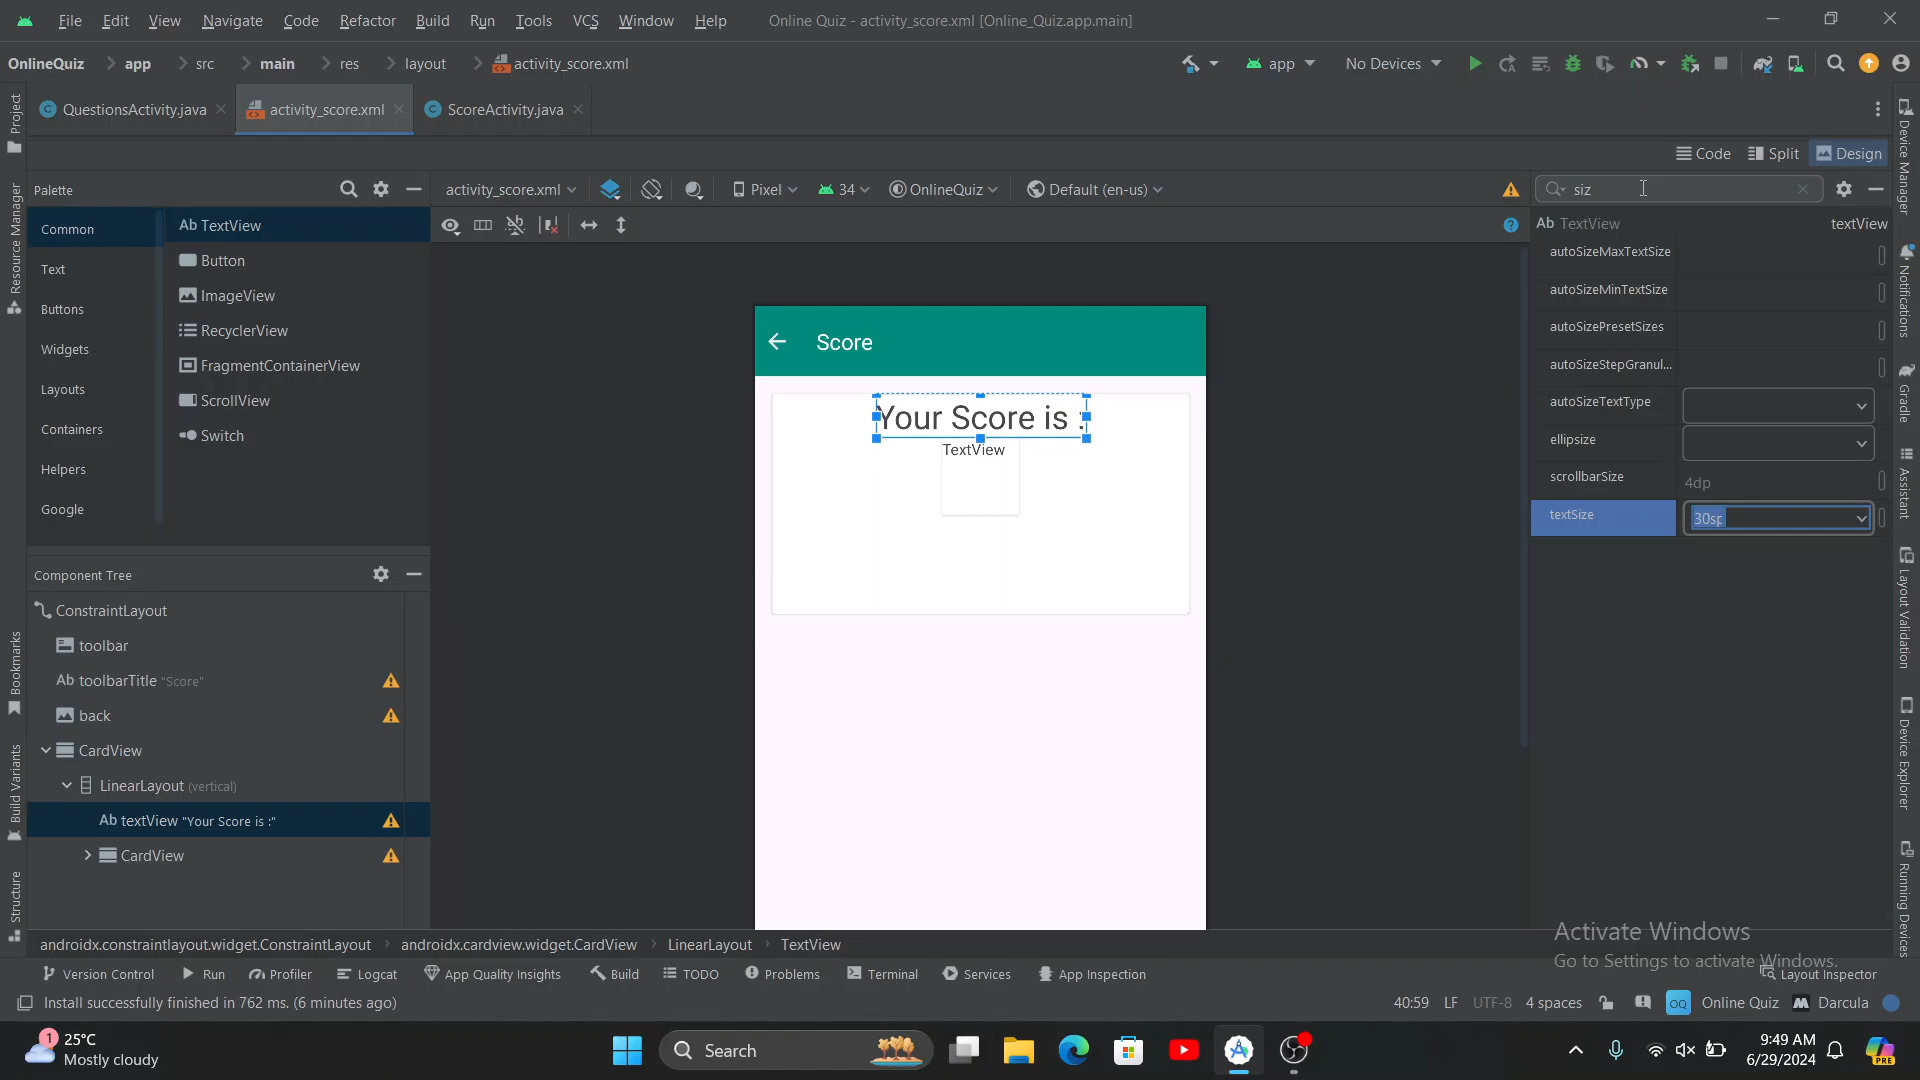 File Edit View Navigate Code Refactor Build Run Tools VCS Window Help Online Quiz - activity_score.xml [Online_Quiz.app.main]
OnlineQuiz app src main res layout activity_score.xml app No Devices
QuestionsActivity.java activity_score.xml ScoreActivity.java
Code Split Design
Palette activity_score.xml Pixel 34 OnlineQuiz Default (en-us) siz
Common
Text
Buttons
Widgets
Layouts
Containers
Helpers
Google
Ab TextView
Button
ImageView
RecyclerView
FragmentContainerView
ScrollView
Switch
Component Tree
ConstraintLayout
toolbar
Ab toolbarTitle "Score"
back
CardView
LinearLayout (vertical)
Ab textView "Your Score is :"
CardView
Score
Your Score is :
TextView
Ab TextView textView
autoSizeMaxTextSize
autoSizeMinTextSize
autoSizePresetSizes
autoSizeStepGranul...
autoSizeTextType
ellipsize
scrollbarSize 4dp
textSize 30sp
Project
Resource Manager
Bookmarks
Build Variants
Structure
Device Manager
Notifications
Gradle
Assistant
Layout Validation
Device Explorer
Running Devices
Activate Windows
Go to Settings to activate Windows.
androidx.constraintlayout.widget.ConstraintLayout androidx.cardview.widget.CardView LinearLayout TextView
Version Control Run Profiler Logcat App Quality Insights Build TODO Problems Terminal Services App Inspection Layout Inspector
Install successfully finished in 762 ms. (6 minutes ago) 40:59 LF UTF-8 4 spaces OQ Online Quiz Darcula
1 25°C
Mostly cloudy
Search
9:49 AM
6/29/2024
PRE